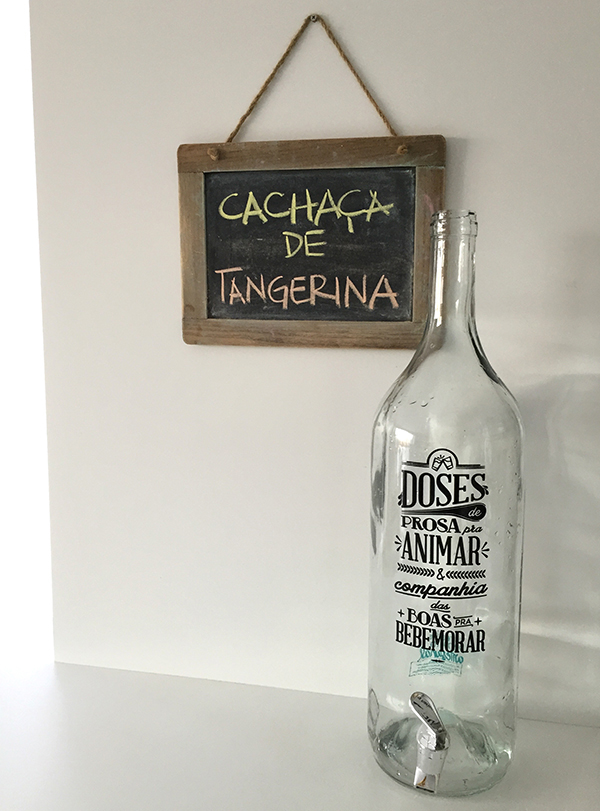 CACHAÇA
DE
TANGERINA
DOSES
de
PROSA pra
ANIMAR
&
companhia
das
BOAS PRA
BEBEMORAR